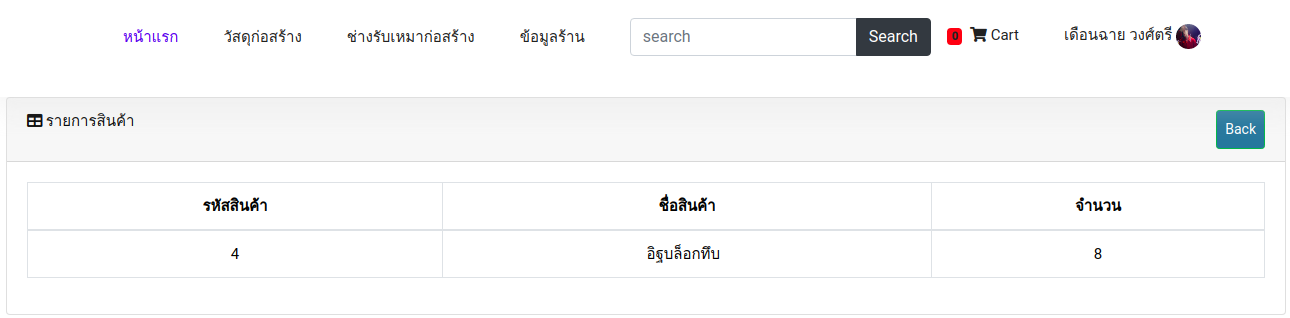 หน้าแรก วัสดุก่อสร้าง ช่างรับเหมาก่อสร้าง ข้อมูลร้าน search Search 0 Cart เดือนฉาย วงศ์ตรี
รายการสินค้า Back
รหัสสินค้า ชื่อสินค้า จำนวน
4 อิฐบล็อกทึบ 8